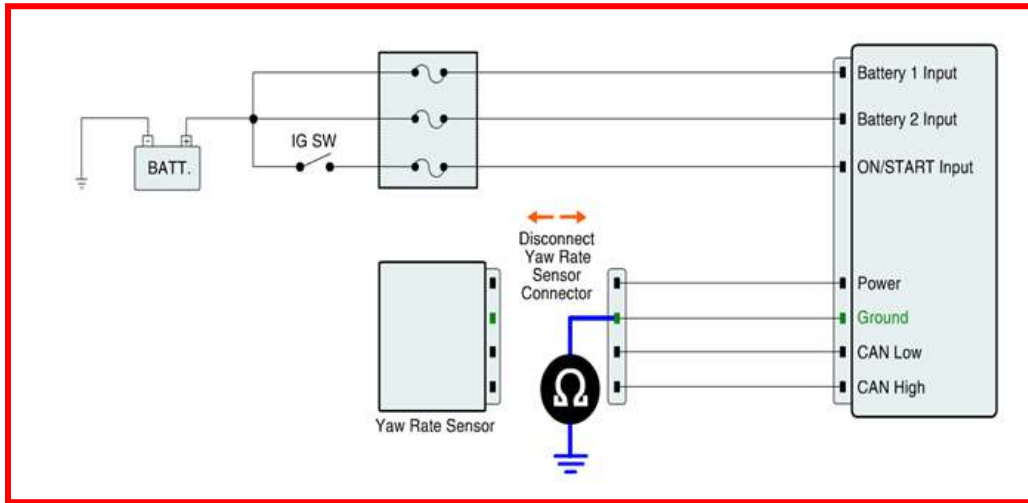 Battery 1 Input
Battery 2 Input
IG SW
- +
BATT.
ON/START Input
Disconnect
Yaw Rate
Sensor
Connector
Power
Ground
CAN Low
CAN High
Ω
Yaw Rate Sensor